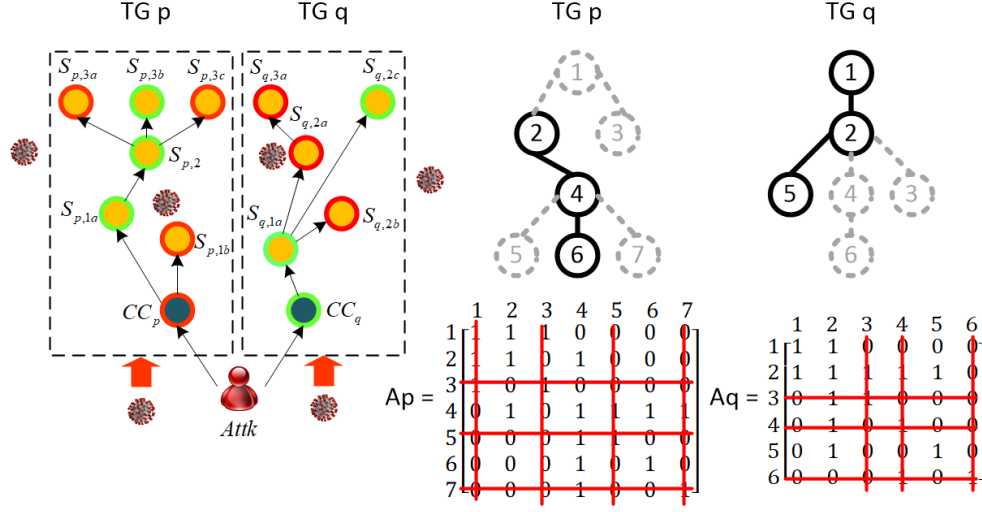 TG p
TG q
TG p
TG q
S_{p,3a}
S_{p,3b}
S_{p,3c}
S_{q,3a}
S_{q,2c}
S_{q,2a}
S_{p,2}
S_{p,1a}
S_{p,1b}
S_{q,1a}
S_{q,2b}
CC_p
CC_q
Attk
1
2
3
4
5
6
7
1
2
5
4
3
6
1 2 3 4 5 6 7
1 1 1 1 0 0 0 0
2 1 1 0 1 0 0 0
3 1 0 1 0 0 0 0
Ap =
4 0 1 0 1 1 1 1
5 0 0 0 1 1 0 0
6 0 0 0 1 0 1 0
7 0 0 0 1 0 0 1
1 2 3 4 5 6
1 1 1 0 0 0 0
2 1 1 1 1 1 0
3 0 1 1 0 0 0
Aq =
4 0 1 0 1 0 0
5 0 1 0 0 1 0
6 0 0 0 0 0 1